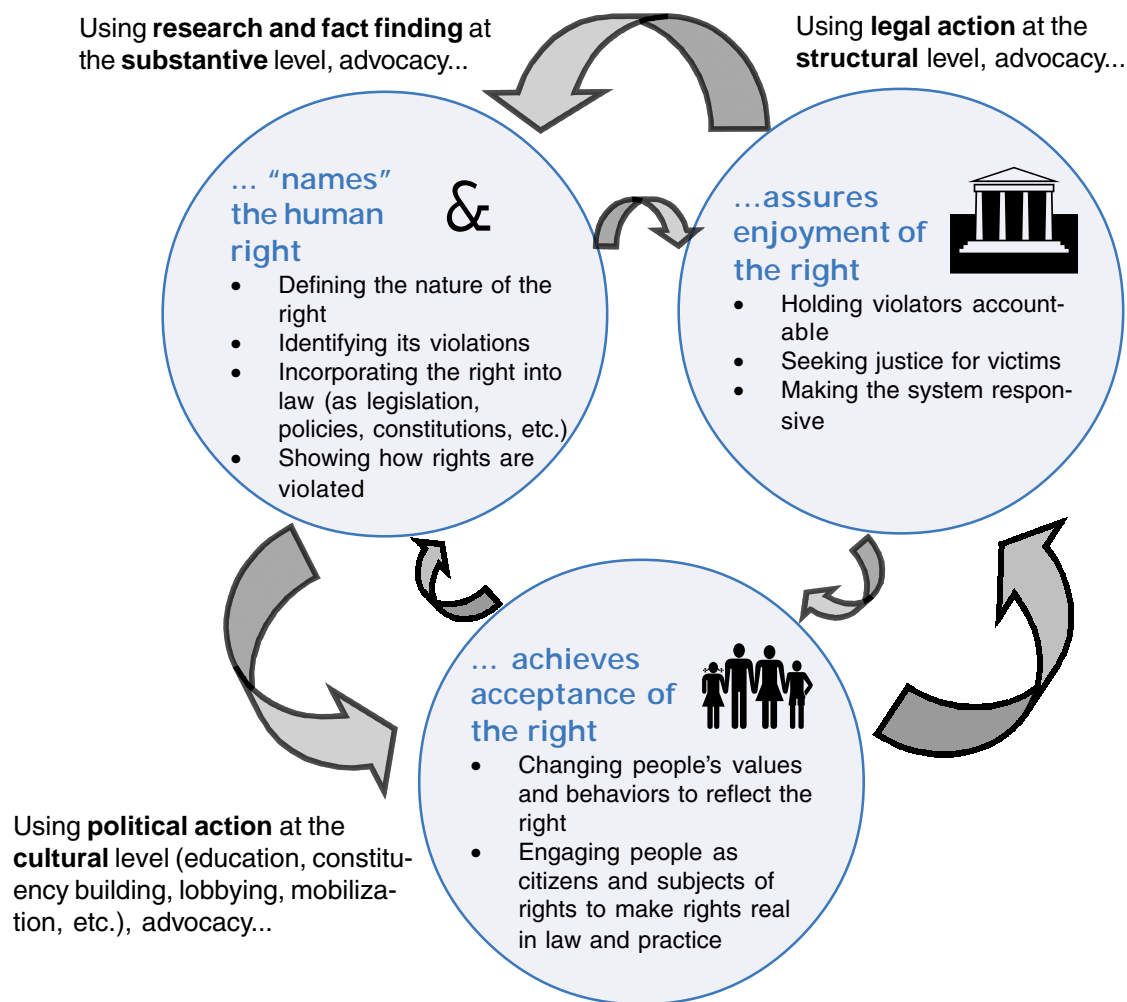 Using research and fact finding at
the substantive level, advocacy...
Using legal action at the
structural level, advocacy...
... “names”
the human
right
&
• Defining the nature of the
right
• Identifying its violations
• Incorporating the right into
law (as legislation,
policies, constitutions, etc.)
• Showing how rights are
violated
...assures
enjoyment of
the right
• Holding violators account-
able
• Seeking justice for victims
• Making the system respon-
sive
... achieves
acceptance of
the right
• Changing people’s values
and behaviors to reflect the
right
• Engaging people as
citizens and subjects of
rights to make rights real
in law and practice
Using political action at the
cultural level (education, constitu-
ency building, lobbying, mobiliza-
tion, etc.), advocacy...